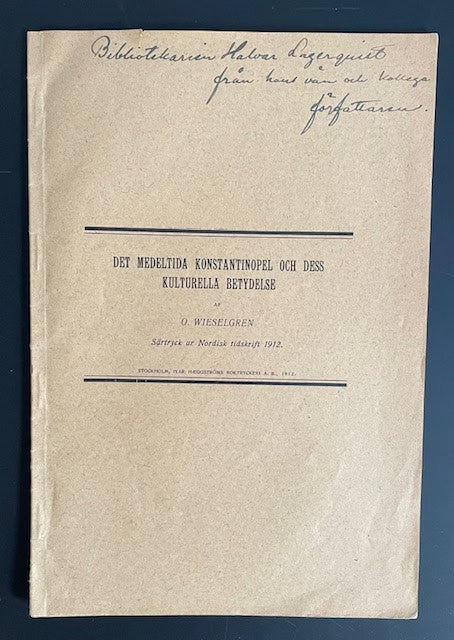 Bibliotekarien Halvar Lagerquist
från hans vän och kollega
författaren.
DET MEDELTIDA KONSTANTINOPEL OCH DESS
KULTURELLA BETYDELSE
AF
O. WIESELGREN
Särtryck ur Nordisk tidskrift 1912.
STOCKHOLM, IVAR HÆGGSTRÖMS BOKTRYCKERI A. B., 1912.